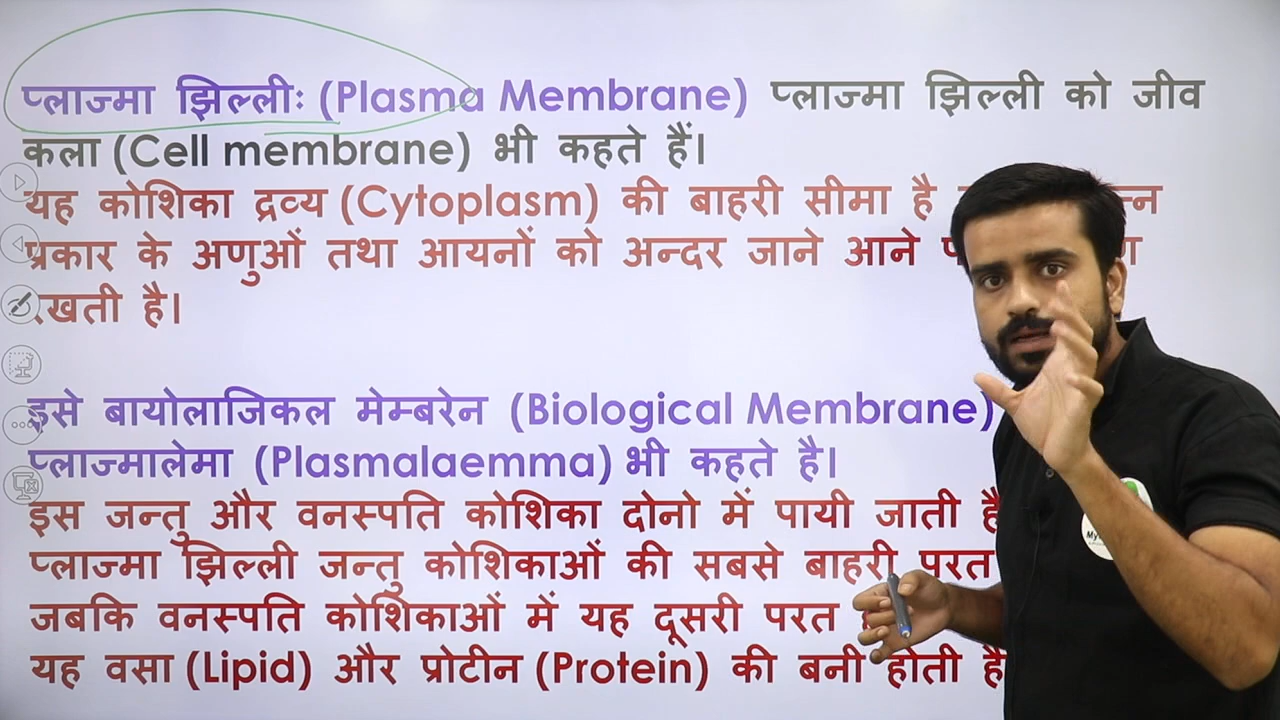 प्लाज्मा झिल्लीः (Plasma Membrane) प्लाज्मा झिल्ली को जीव
कला (Cell membrane) भी कहते हैं।
यह कोशिका द्रव्य (Cytoplasm) की बाहरी सीमा है
प्रकार के अणुओं तथा आयनों को अन्दर जाने आने
रखती है।
इसे बायोलाजिकल मेम्बरेन (Biological Membrane)
प्लाज्मालेमा (Plasmalaemma) भी कहते है।
इस जन्तु और वनस्पति कोशिका दोनो में पायी जाती है
प्लाज्मा झिल्ली जन्तु कोशिकाओं की सबसे बाहरी परत
जबकि वनस्पति कोशिकाओं में यह दूसरी परत
यह वसा (Lipid) और प्रोटीन (Protein) की बनी होती है